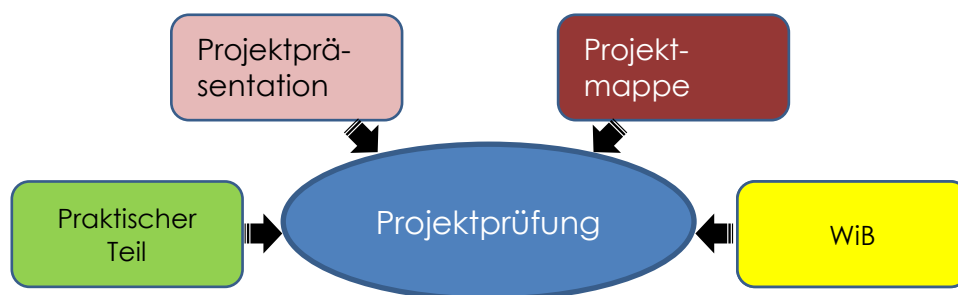 Projektprä-
sentation
Projekt-
mappe
Praktischer
Teil
Projektprüfung
WiB